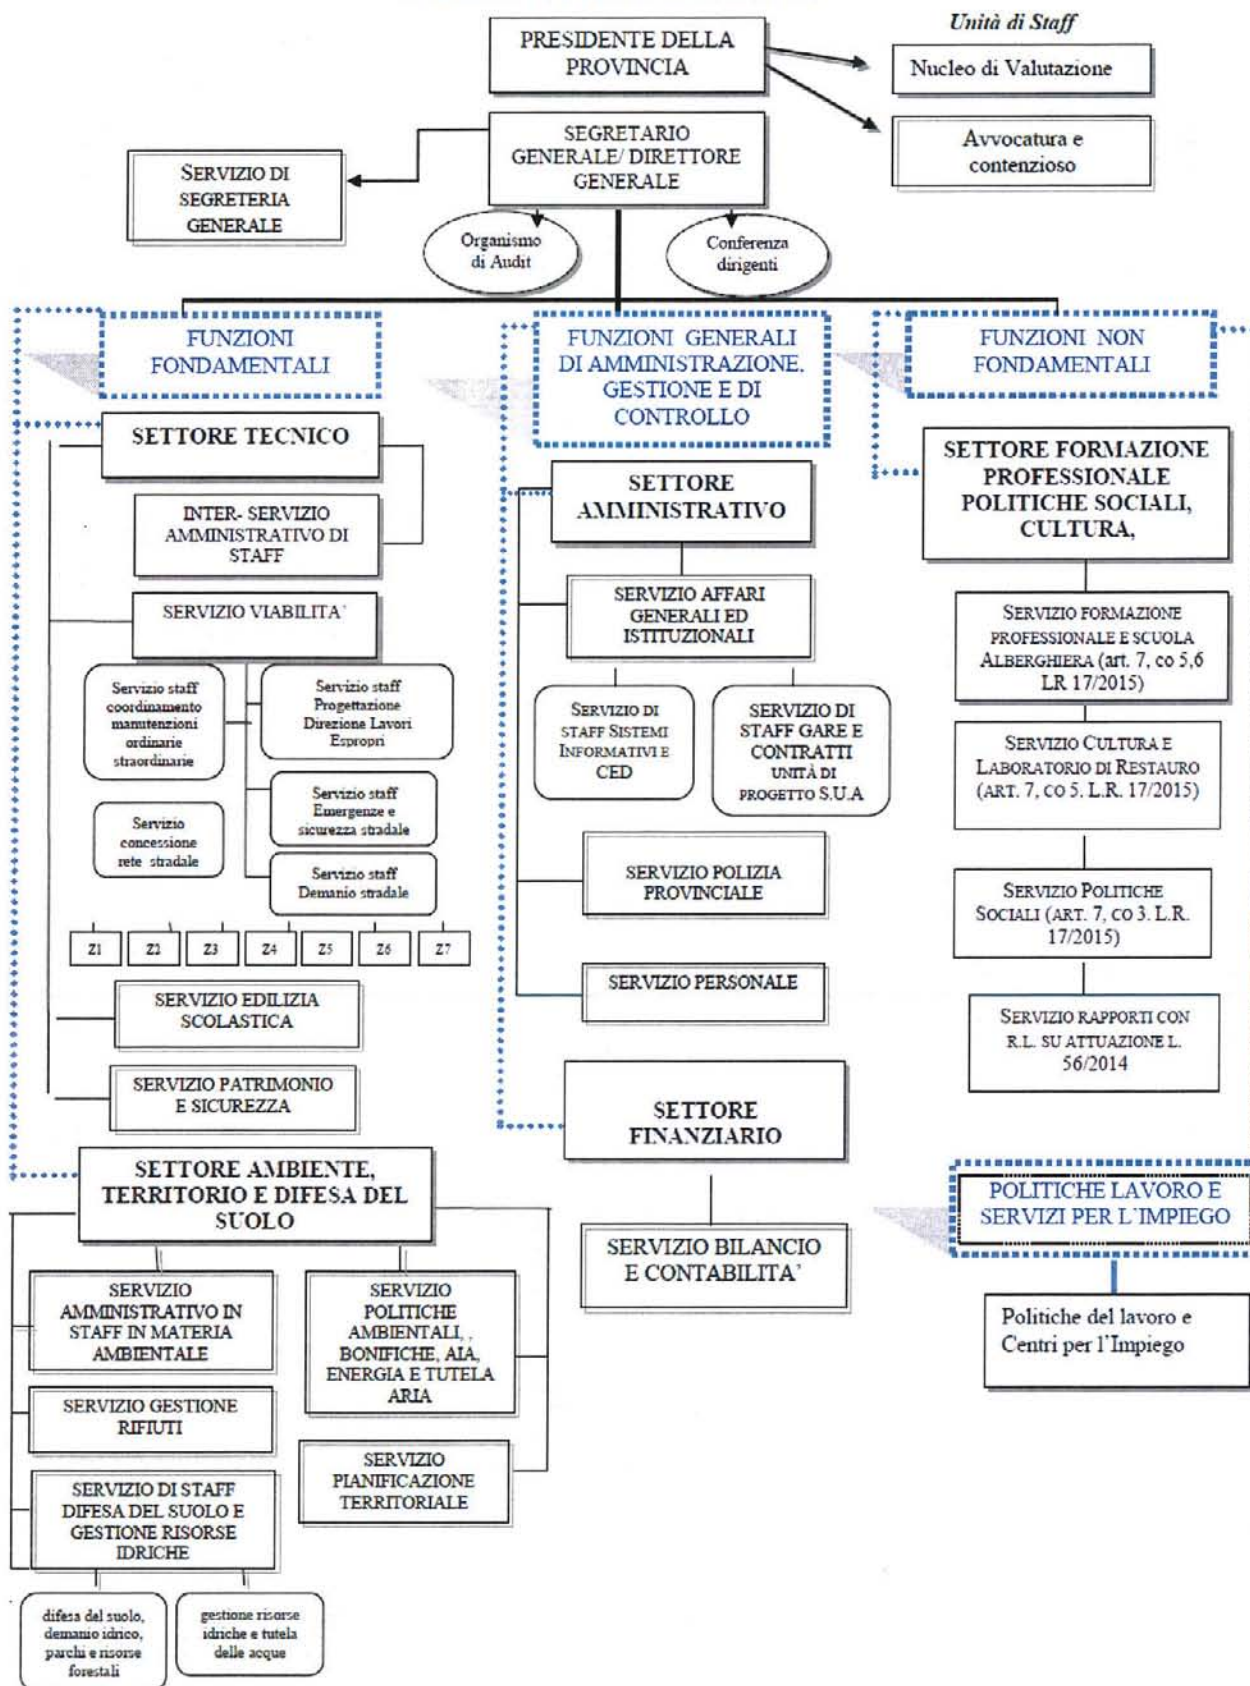 Unità di Staff
PRESIDENTE DELLA
PROVINCIA
Nucleo di Valutazione
Avvocatura e
contenzioso
SEGRETARIO
GENERALE/ DIRETTORE
GENERALE
SERVIZIO DI
SEGRETERIA
GENERALE
Organismo
di Audit
Conferenza
dirigenti
FUNZIONI
FONDAMENTALI
SETTORE TECNICO
INTER- SERVIZIO
AMMINISTRATIVO DI
STAFF
SERVIZIO VIABILITA'
Servizio staff
coordinamento
manutenzioni
ordinarie
straordinarie
Servizio staff
Progettazione
Direzione Lavori
Espropri
Servizio
concessione
rete stradale
Servizio staff
Emergenze e
sicurezza stradale
Servizio staff
Demanio stradale
Z1 Z2 Z3 Z4 Z5 Z6 Z7
SERVIZIO EDILIZIA
SCOLASTICA
SERVIZIO PATRIMONIO
E SICUREZZA
SETTORE AMBIENTE,
TERRITORIO E DIFESA DEL
SUOLO
SERVIZIO
AMMINISTRATIVO IN
STAFF IN MATERIA
AMBIENTALE
SERVIZIO GESTIONE
RIFIUTI
SERVIZIO DI STAFF
DIFESA DEL SUOLO E
GESTIONE RISORSE
IDRICHE
difesa del suolo,
demanio idrico,
parchi e risorse
forestali
gestione risorse
idriche e tutela
delle acque
SERVIZIO
POLITICHE
AMBIENTALI, ,
BONIFICHE, AIA,
ENERGIA E TUTELA
ARIA
SERVIZIO
PIANIFICAZIONE
TERRITORIALE
FUNZIONI GENERALI
DI AMMINISTRAZIONE.
GESTIONE E DI
CONTROLLO
SETTORE
AMMINISTRATIVO
SERVIZIO AFFARI
GENERALI ED
ISTITUZIONALI
SERVIZIO DI
STAFF SISTEMI
INFORMATIVI E
CED
SERVIZIO DI
STAFF GARE E
CONTRATTI
UNITÀ DI
PROGETTO S.U.A
SERVIZIO POLIZIA
PROVINCIALE
SERVIZIO PERSONALE
SETTORE
FINANZIARIO
SERVIZIO BILANCIO
E CONTABILITA'
FUNZIONI NON
FONDAMENTALI
SETTORE FORMAZIONE
PROFESSIONALE
POLITICHE SOCIALI,
CULTURA,
SERVIZIO FORMAZIONE
PROFESSIONALE E SCUOLA
ALBERGHIERA (art. 7, co 5,6
LR 17/2015)
SERVIZIO CULTURA E
LABORATORIO DI RESTAURO
(ART. 7, CO 5. L.R. 17/2015)
SERVIZIO POLITICHE
SOCIALI (ART. 7, CO 3. L.R.
17/2015)
SERVIZIO RAPPORTI CON
R.L. SU ATTUAZIONE L.
56/2014
POLITICHE LAVORO E
SERVIZI PER L'IMPIEGO
Politiche del lavoro e
Centri per l'Impiego